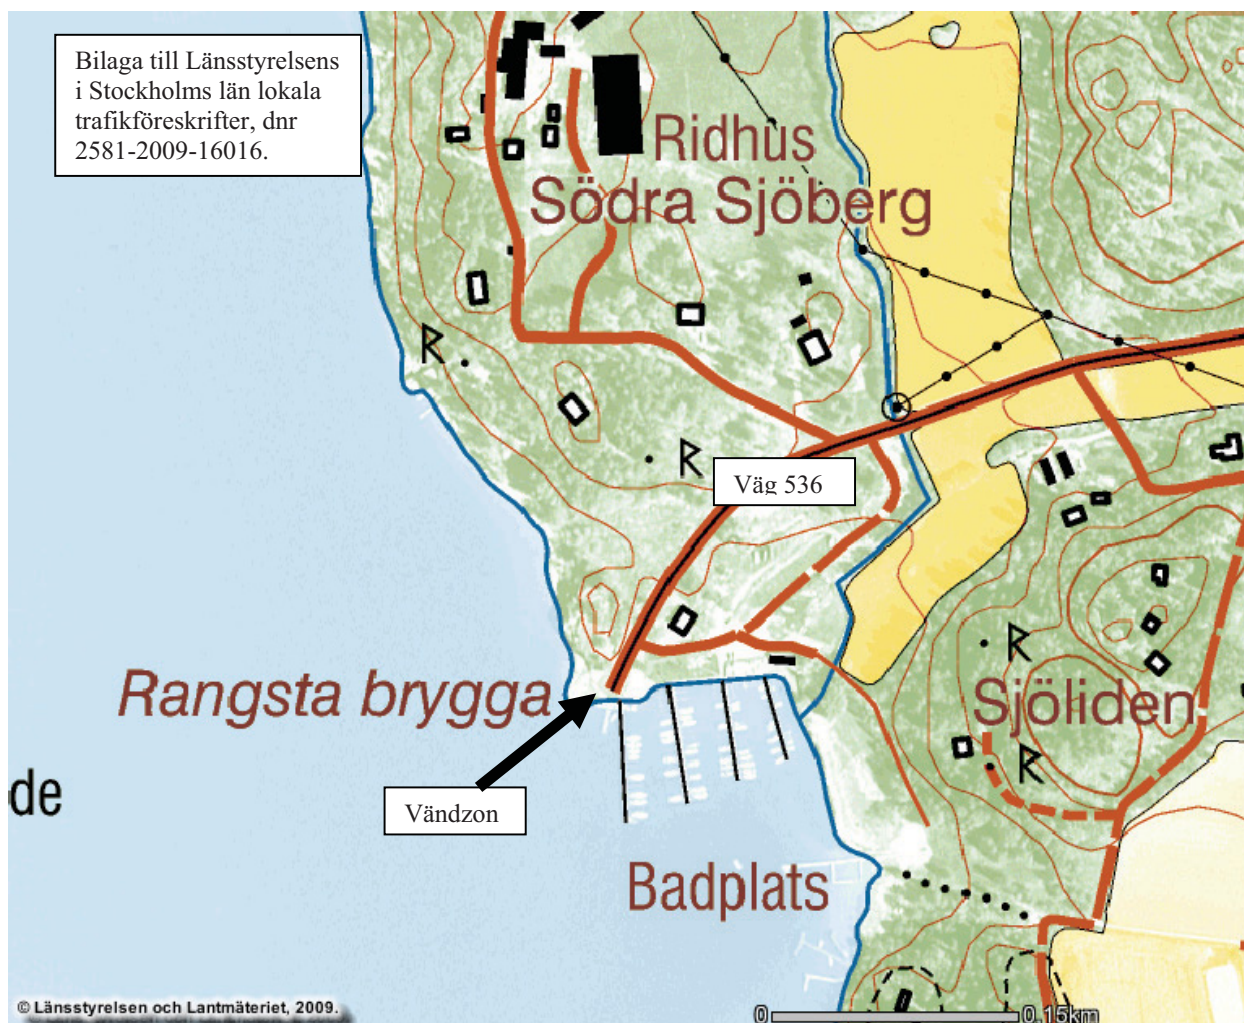 Bilaga till Länsstyrelsens
i Stockholms län lokala
trafikföreskrifter, dnr
2581-2009-16016.
Ridhus
Södra Sjöberg
R
R
Väg 536
Rangsta brygga
R
Sjöliden
R
de
Vändzon
Badplats
© Länsstyrelsen och Lantmäteriet, 2009.
0 0.15km